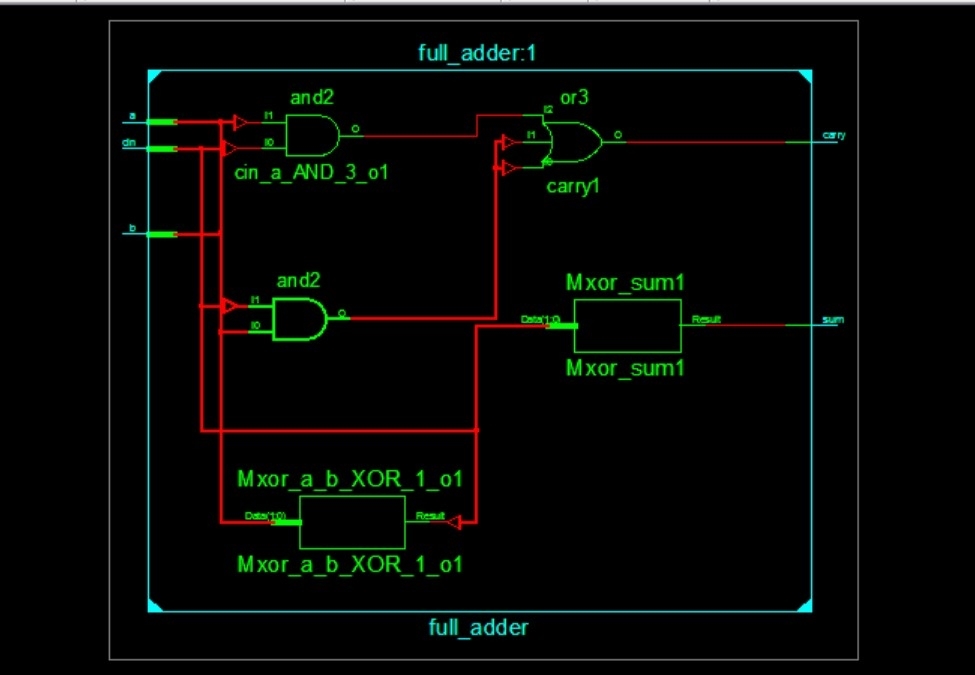 full_adder:1
and2
or3
a
I1
O
I2
I1
O
carry
cin
I0
I0
cin_a_AND_3_o1
carry1
b
and2
Mxor_sum1
I1
O
I0
Data(1:0)
Result
sum
Mxor_sum1
Mxor_a_b_XOR_1_o1
Data(1:0)
Result
Mxor_a_b_XOR_1_o1
full_adder